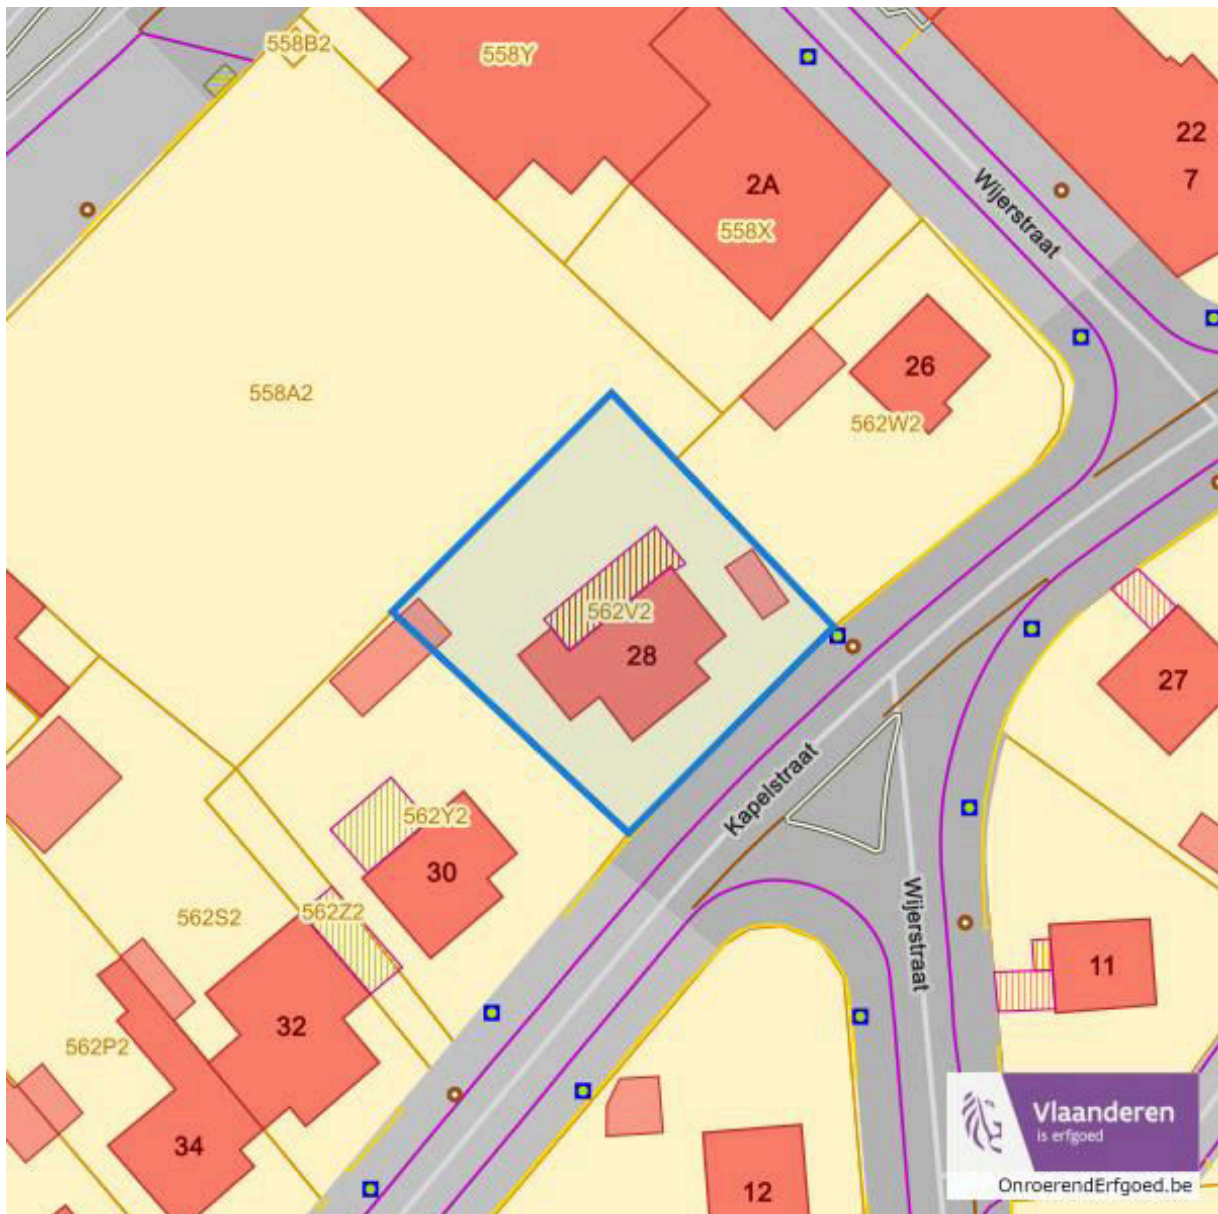 558B2
558Y
22
7
2A
Wijerstraat
558X
26
558A2
562W2
562V2
28
27
Kapelstraat
562Y2
30
Wijerstraat
562S2
562Z2
11
32
562P2
34
12
Vlaanderen
is erfgoed
OnroerendErfgoed.be